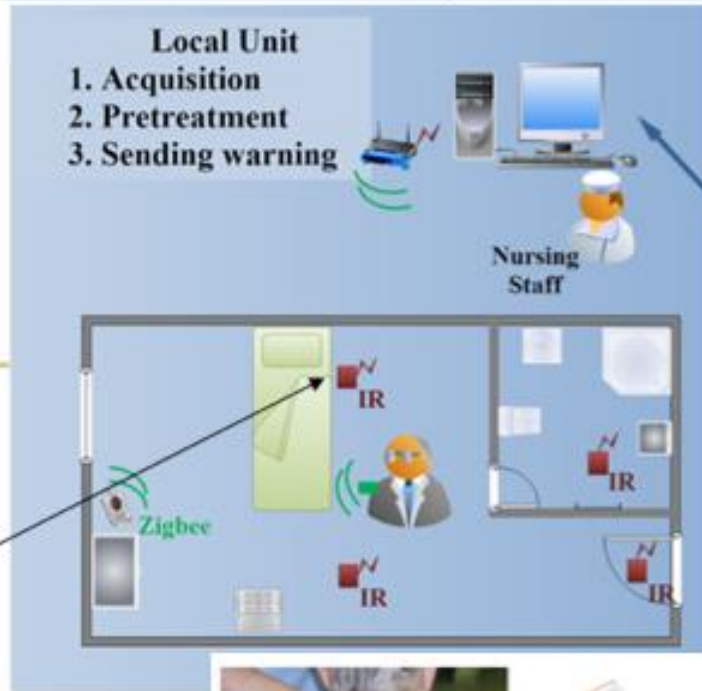 Local Unit
1. Acquisition
2. Pretreatment
3. Sending warning
Nursing
Staff
IR
IR
Zigbee
IR
IR